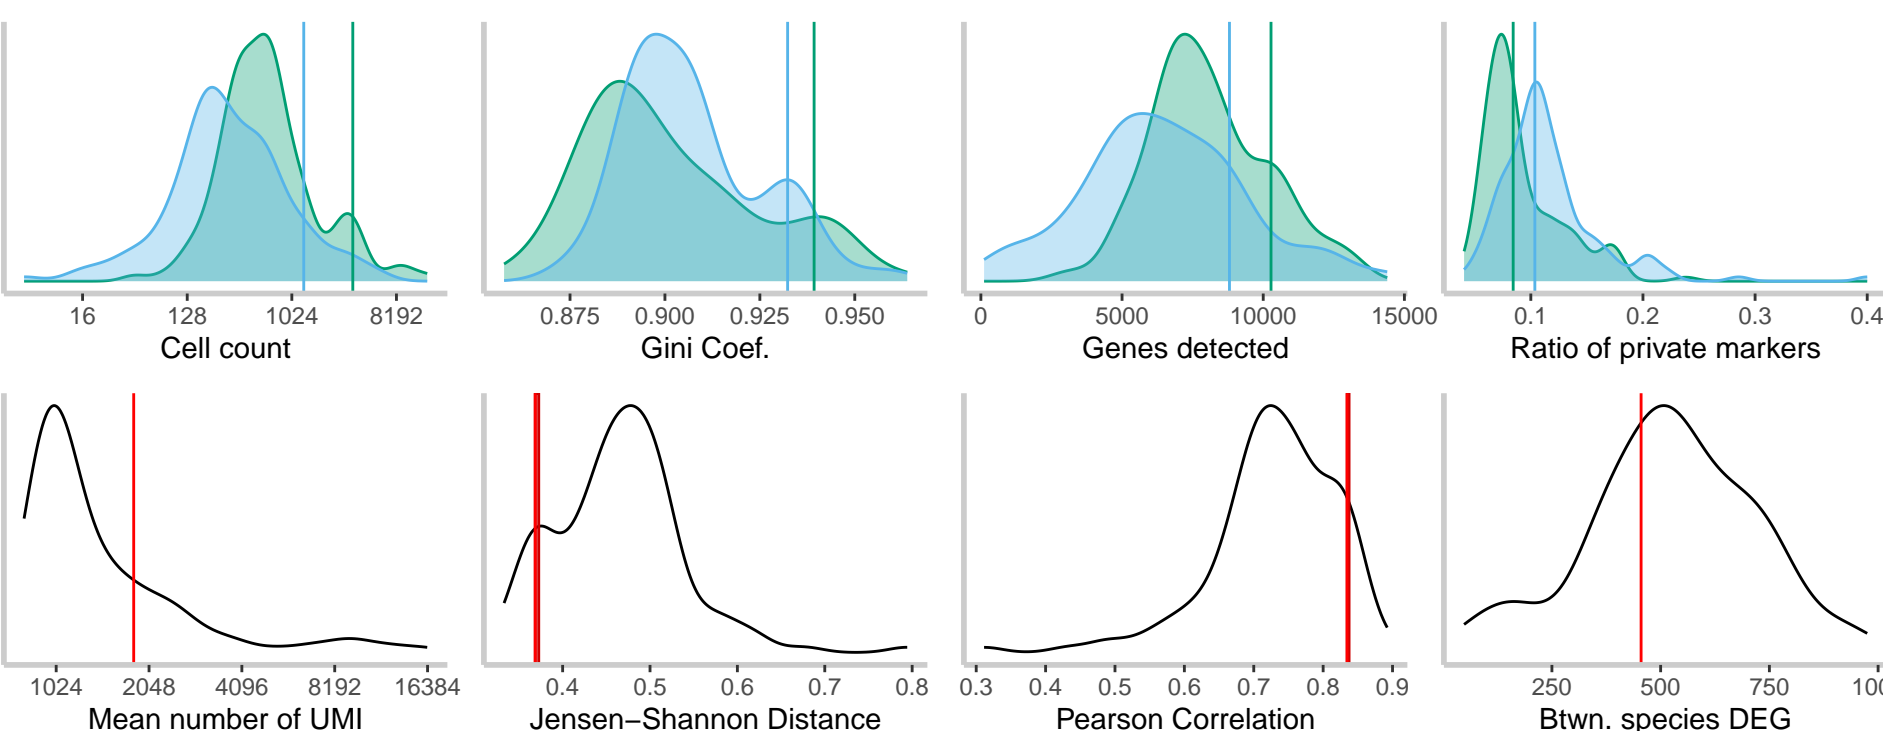 16 128 1024 8192
Cell count
0.875 0.900 0.925 0.950
Gini Coef.
0 5000 10000 15000
Genes detected
0.1 0.2 0.3 0.4
Ratio of private markers
1024 2048 4096 8192 16384
Mean number of UMI
0.4 0.5 0.6 0.7 0.8
Jensen−Shannon Distance
0.3 0.4 0.5 0.6 0.7 0.8 0.9
Pearson Correlation
250 500 750
Btwn. species DEG